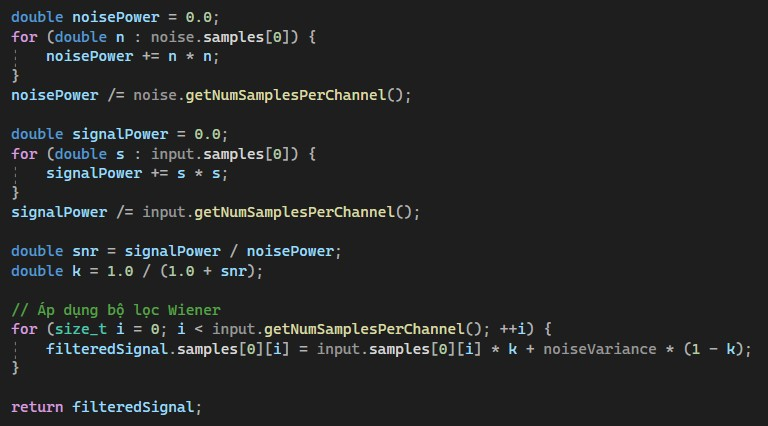 double noisePower = 0.0;
for (double n : noise.samples[0]) {
    noisePower += n * n;
}
noisePower /= noise.getNumSamplesPerChannel();

double signalPower = 0.0;
for (double s : input.samples[0]) {
    signalPower += s * s;
}
signalPower /= input.getNumSamplesPerChannel();

double snr = signalPower / noisePower;
double k = 1.0 / (1.0 + snr);

// Áp dụng bộ lọc Wiener
for (size_t i = 0; i < input.getNumSamplesPerChannel(); ++i) {
    filteredSignal.samples[0][i] = input.samples[0][i] * k + noiseVariance * (1 - k);
}

return filteredSignal;